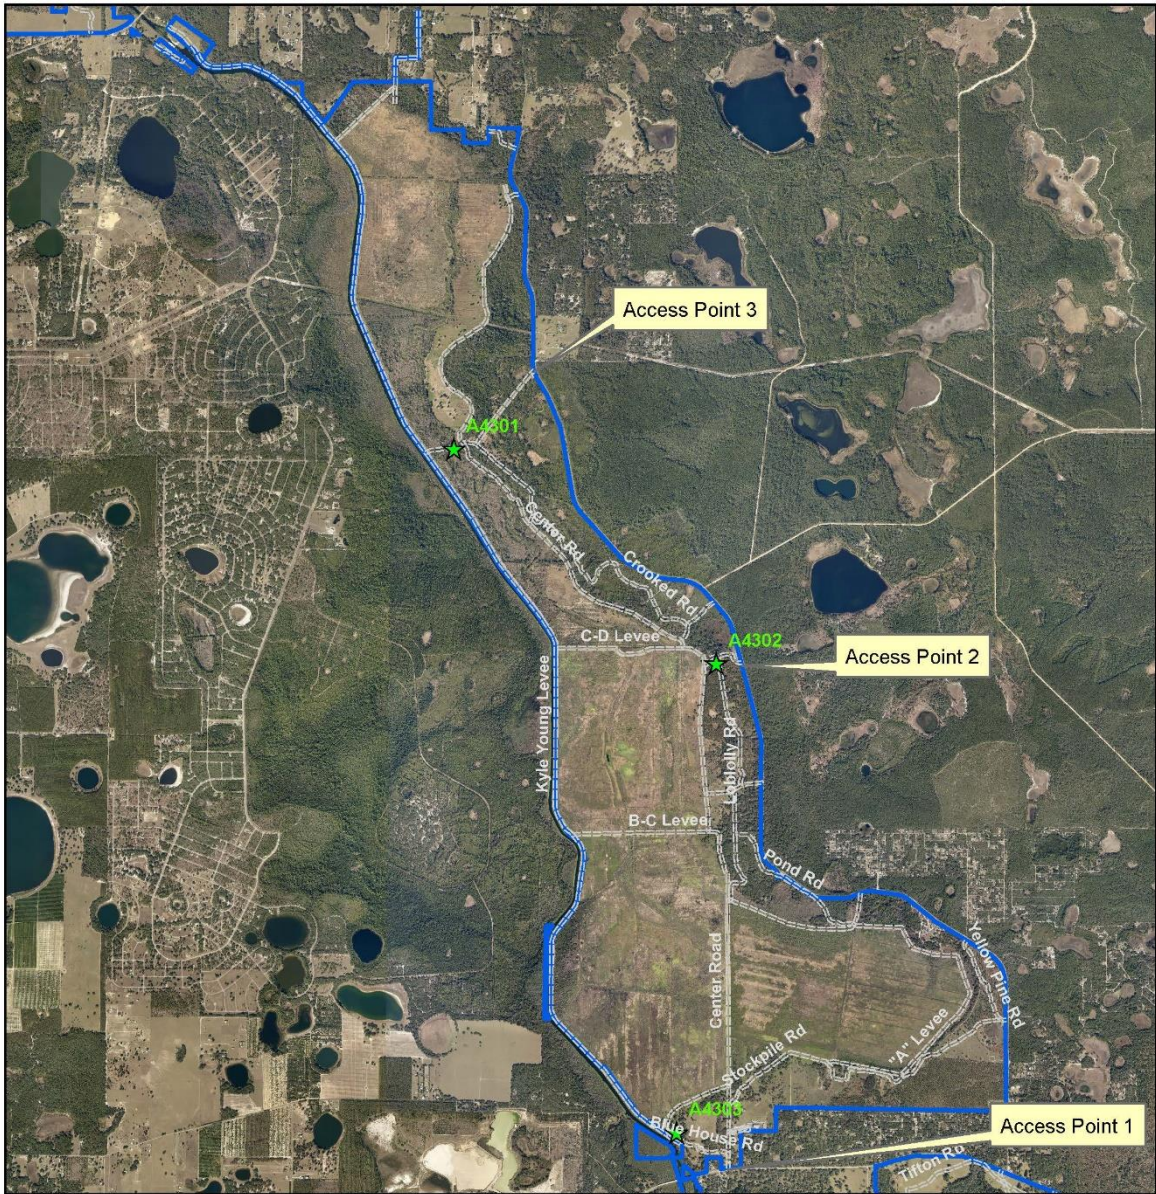 Access Point 3
A4301
Center Rd
Crooked Rd
C-D Levee
A4302
Access Point 2
Kyle Young Levee
Loblolly Rd
B-C Levee
Pond Rd
Yellow Pine Rd
Center Road
"A" Levee
Stockpile Rd
A4303
Blue House Rd
Access Point 1
Tifton Rd